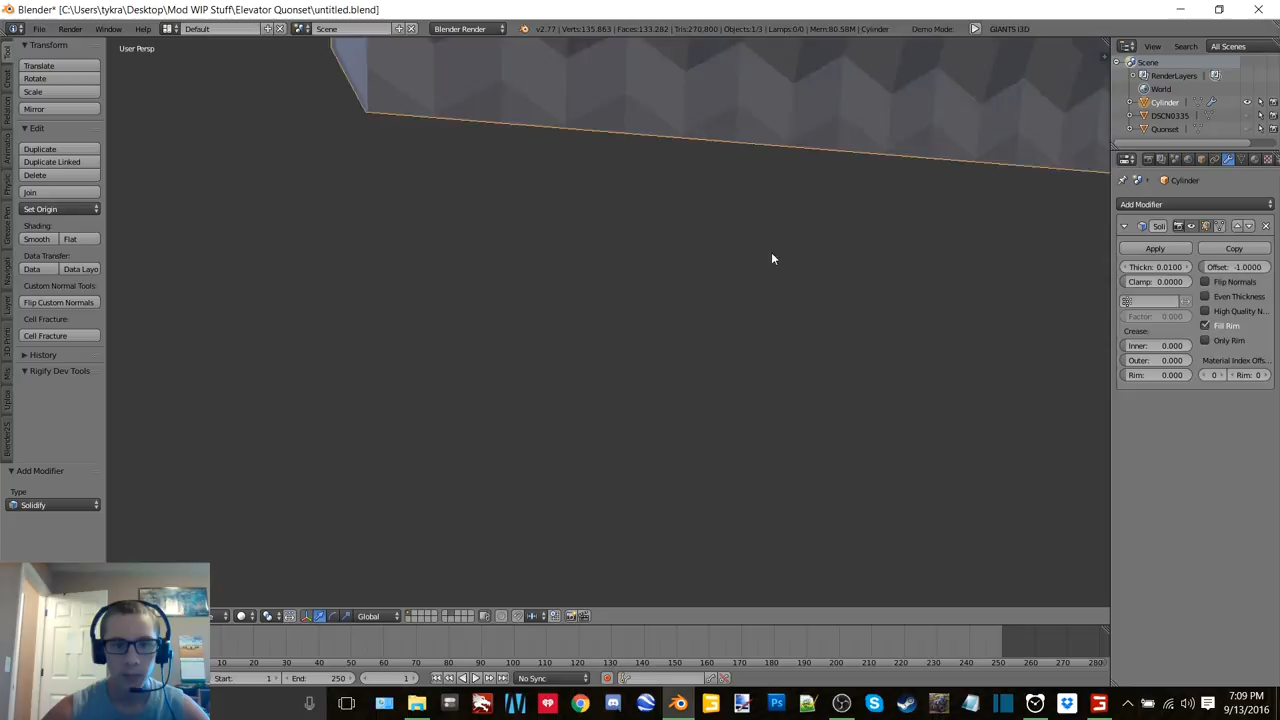 Blender* [C:\Users\tykra\Desktop\Mod WIP Stuff\Elevator Quonset\untitled.blend]
File Render Window Help Default Scene Blender Render v2.77 | Verts:135,863 | Faces:133,282 | Tris:270,800 | Objects:1/3 | Lamps:0/0 | Mem:80.58M | Cylinder Demo Mode: GIANTS I3D
View Search All Scenes
Transform
User Persp
Scene
Translate
RenderLayers
Rotate
World
Scale
Cylinder
Mirror
DSCN0335
Edit
Quonset
Duplicate
Duplicate Linked
Delete
Cylinder
Join
Add Modifier
Set Origin
Shading:
Soli
Smooth Flat
Apply Copy
Data Transfer:
Data Data Layo
Thickn: 0.0100 Offset: -1.0000
Custom Normal Tools:
Clamp: 0.0000 Flip Normals
Flip Custom Normals
Even Thickness
Cell Fracture:
Factor: 0.000 High Quality N...
Cell Fracture
Crease: Fill Rim
Only Rim
History
Inner: 0.000
Rigify Dev Tools
Outer: 0.000 Material Index Offs...
Rim: 0.000 0 Rim: 0
Add Modifier
Type
Solidify
Global
10 20 30 40 50 60 70 80 90 100 110 120 130 140 150 160 170 180 190 200 210 220 230 240 250 260 270 280
Start: 1 End: 250 1 No Sync
7:09 PM
9/13/2016